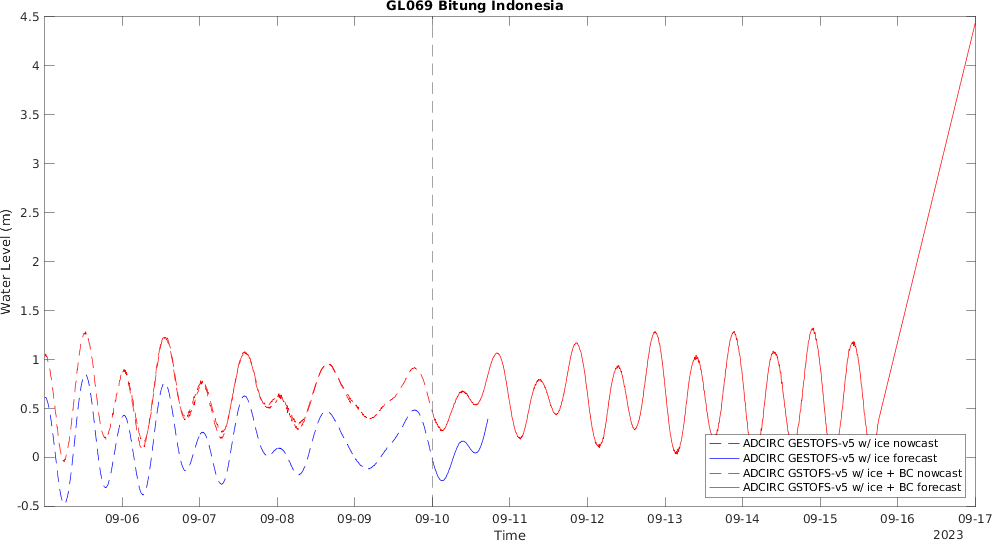 GL069 Bitung Indonesia
4.5
4
3.5
3
2.5
2
1.5
1
0.5
0
-0.5
Water Level (m)
ADCIRC GESTOFS-v5 w/ ice nowcast
ADCIRC GESTOFS-v5 w/ ice forecast
ADCIRC GSTOFS-v5 w/ ice + BC nowcast
ADCIRC GSTOFS-v5 w/ ice + BC forecast
09-06 09-07 09-08 09-09 09-10 09-11 09-12 09-13 09-14 09-15 09-16 09-17
Time
2023